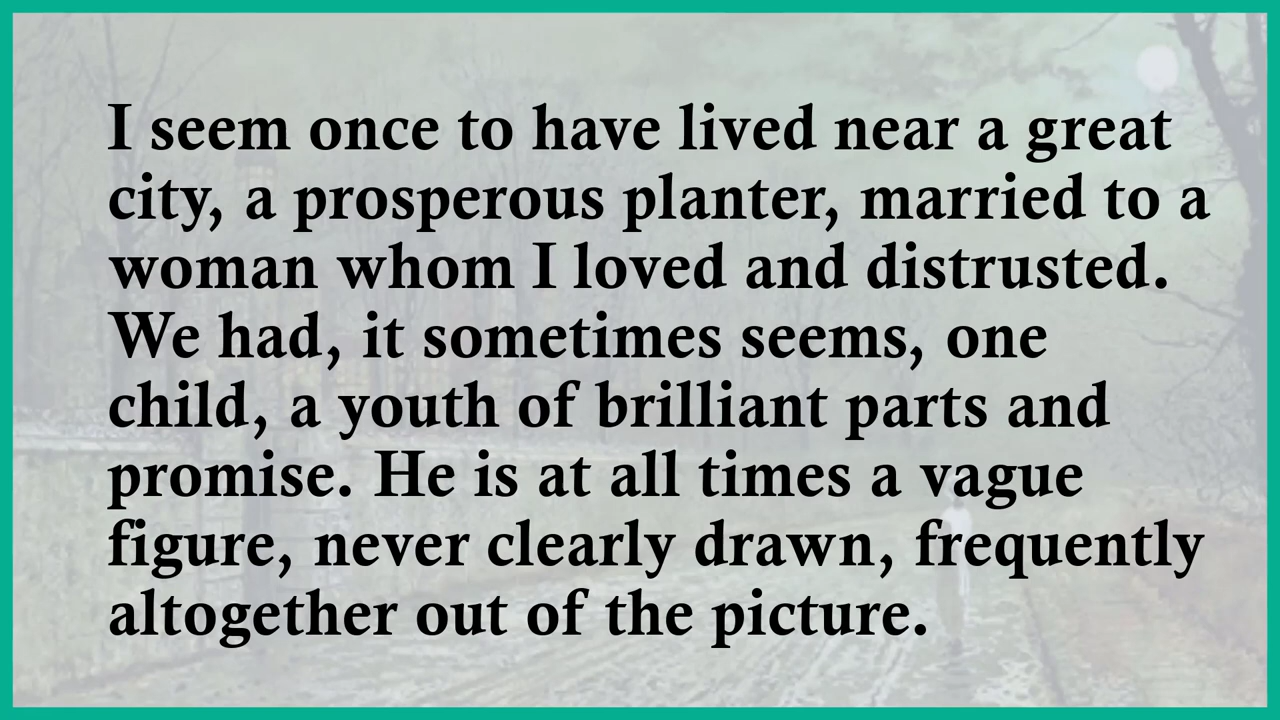 I seem once to have lived near a great
city, a prosperous planter, married to a
woman whom I loved and distrusted.
We had, it sometimes seems, one
child, a youth of brilliant parts and
promise. He is at all times a vague
figure, never clearly drawn, frequently
altogether out of the picture.